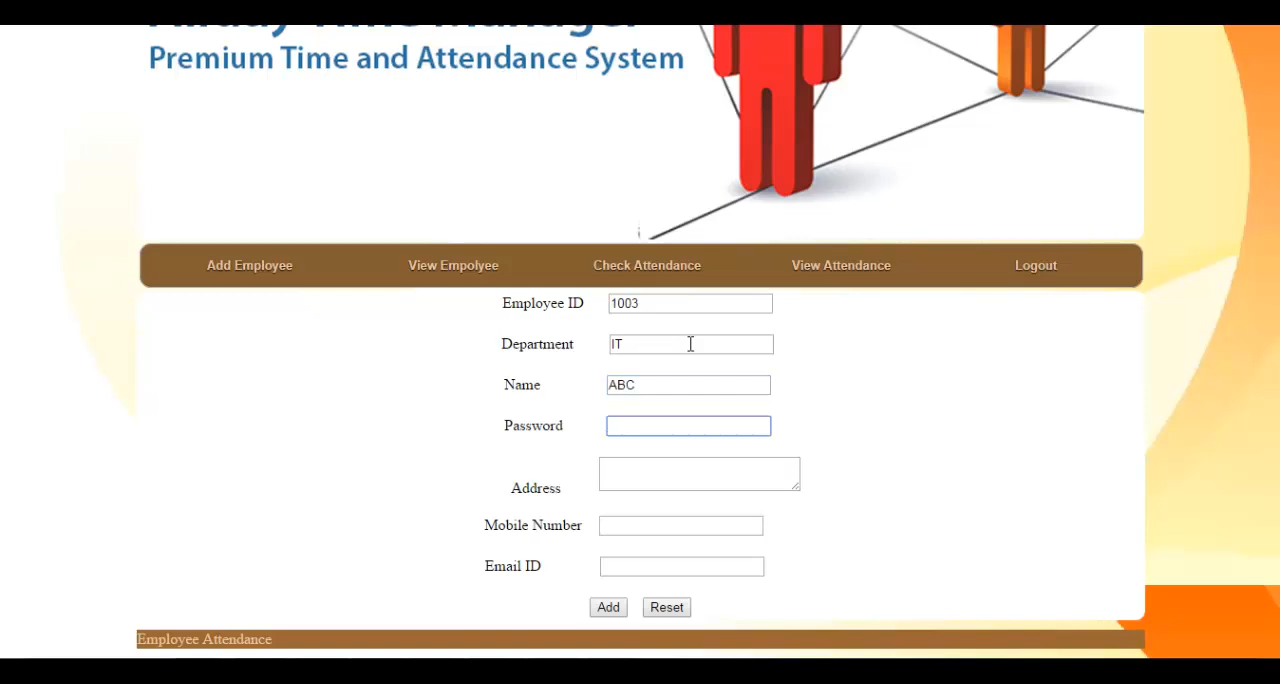 Premium Time and Attendance System
Add Employee View Empolyee Check Attendance View Attendance Logout
Employee ID 1003
Department IT
Name ABC
Password
Address
Mobile Number
Email ID
Add Reset
Employee Attendance